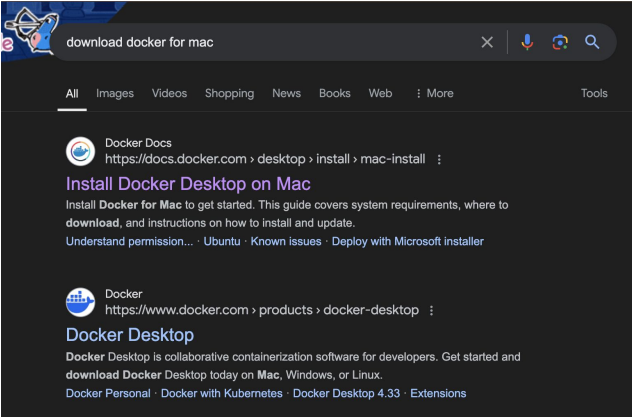 e
download docker for mac
All Images Videos Shopping News Books Web More Tools
Docker Docs
https://docs.docker.com › desktop › install › mac-install
Install Docker Desktop on Mac
Install Docker for Mac to get started. This guide covers system requirements, where to
download, and instructions on how to install and update.
Understand permission... · Ubuntu · Known issues · Deploy with Microsoft installer
Docker
https://www.docker.com › products › docker-desktop
Docker Desktop
Docker Desktop is collaborative containerization software for developers. Get started and
download Docker Desktop today on Mac, Windows, or Linux.
Docker Personal · Docker with Kubernetes · Docker Desktop 4.33 · Extensions